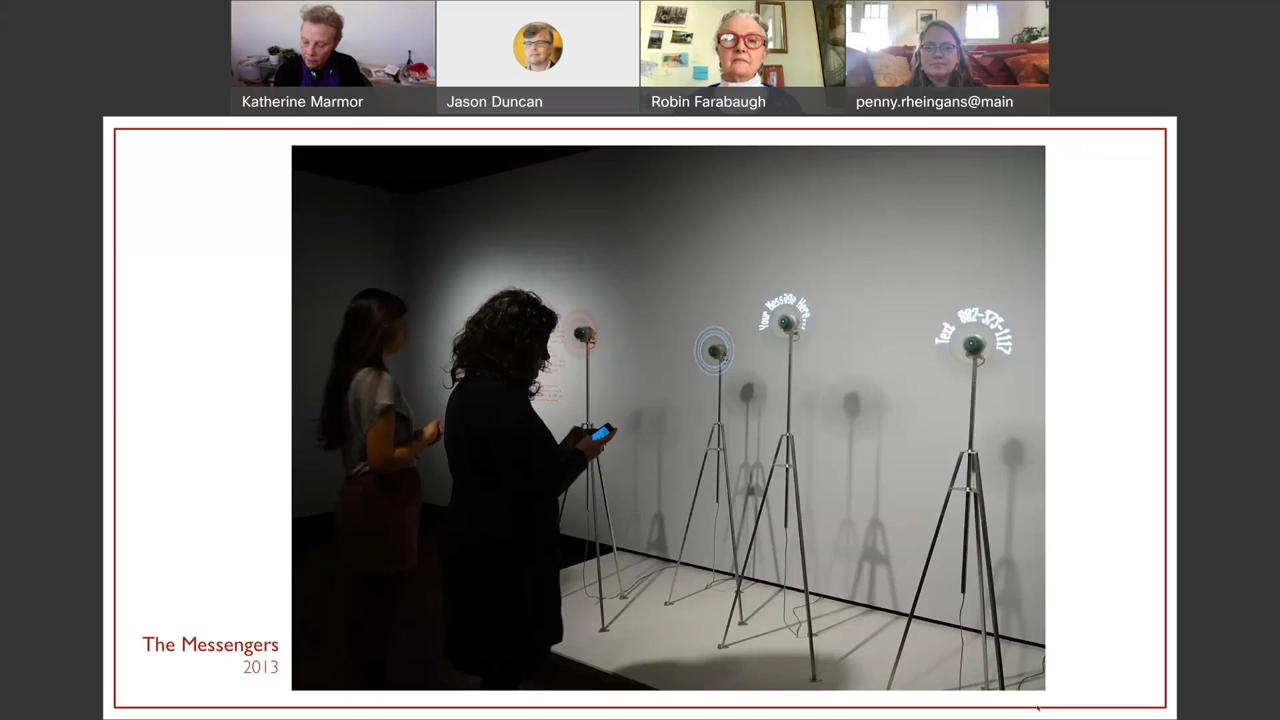 Katherine Marmor
Jason Duncan
Robin Farabaugh
penny.rheingans@main
Your Message Here...
Text 802-375-1117
The Messengers
2013